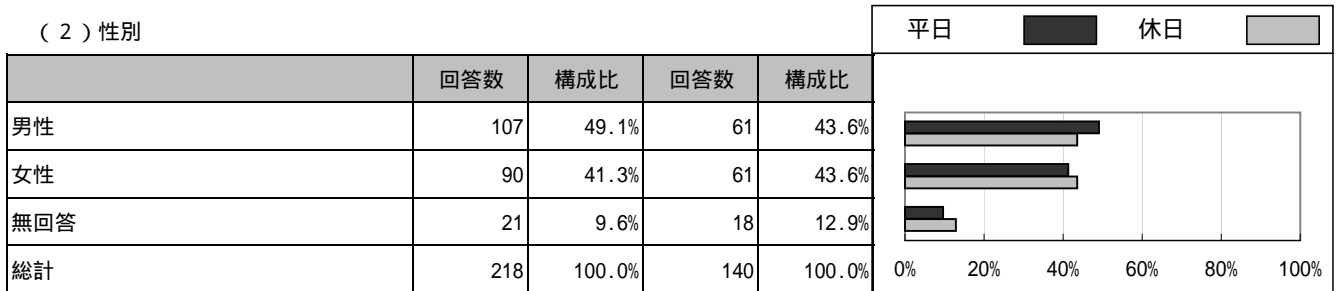 (2)性別
平日 休日
回答数 構成比 回答数 構成比
男性 107 49.1% 61 43.6%
女性 90 41.3% 61 43.6%
無回答 21 9.6% 18 12.9%
総計 218 100.0% 140 100.0%
0% 20% 40% 60% 80% 100%